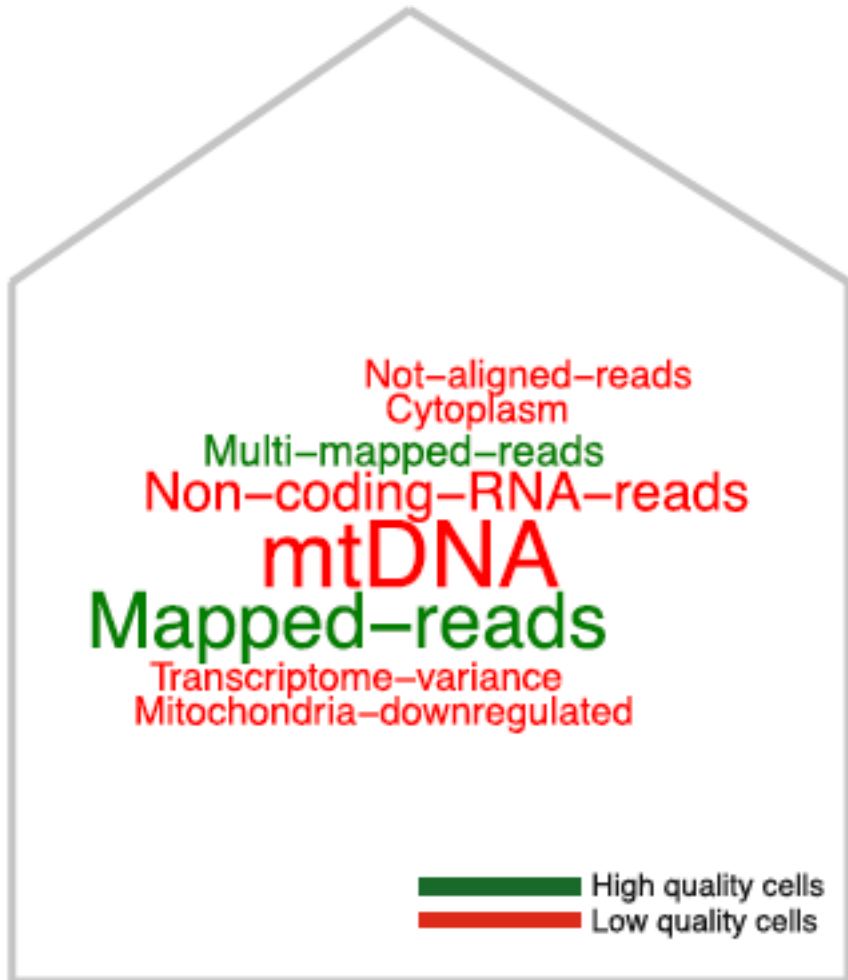 Not–aligned–reads
Cytoplasm
Multi–mapped–reads
Non–coding–RNA–reads
mtDNA
Mapped–reads
Transcriptome–variance
Mitochondria–downregulated
High quality cells
Low quality cells